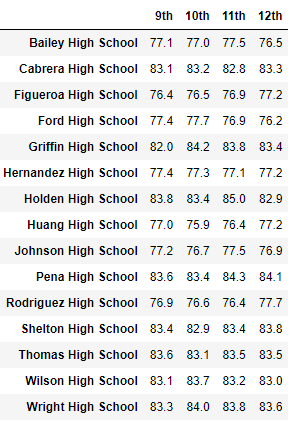 9th 10th 11th 12th
Bailey High School 77.1 77.0 77.5 76.5
Cabrera High School 83.1 83.2 82.8 83.3
Figueroa High School 76.4 76.5 76.9 77.2
Ford High School 77.4 77.7 76.9 76.2
Griffin High School 82.0 84.2 83.8 83.4
Hernandez High School 77.4 77.3 77.1 77.2
Holden High School 83.8 83.4 85.0 82.9
Huang High School 77.0 75.9 76.4 77.2
Johnson High School 77.2 76.7 77.5 76.9
Pena High School 83.6 83.4 84.3 84.1
Rodriguez High School 76.9 76.6 76.4 77.7
Shelton High School 83.4 82.9 83.4 83.8
Thomas High School 83.6 83.1 83.5 83.5
Wilson High School 83.1 83.7 83.2 83.0
Wright High School 83.3 84.0 83.8 83.6